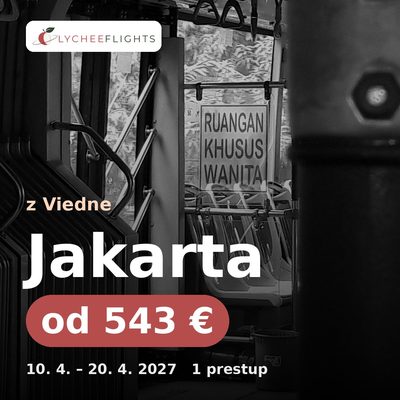 LYCHEEFLIGHTS
RUANGAN
KHUSUS
WANITA
z Viedne
Jakarta
od 543 €
10. 4. – 20. 4. 2027 1 prestup